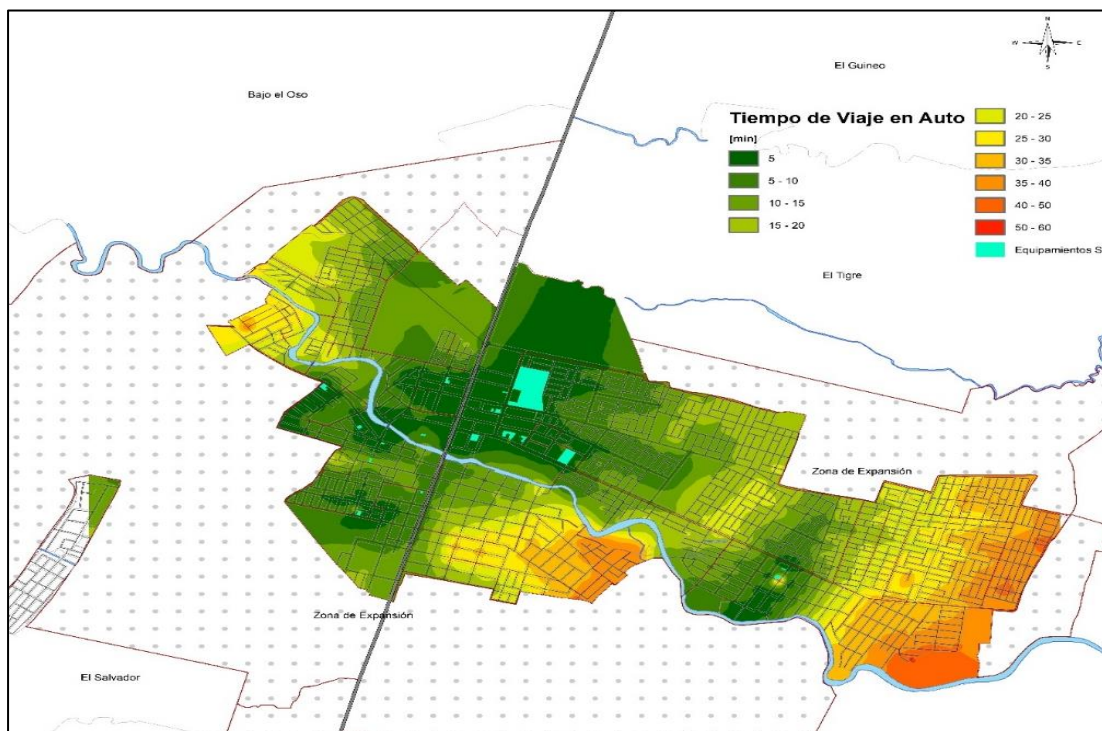 N
W E
S
El Guineo
Bajo el Oso
Tiempo de Viaje en Auto
[min]
5
5 - 10
10 - 15
15 - 20
20 - 25
25 - 30
30 - 35
35 - 40
40 - 50
50 - 60
Equipamientos S
El Tigre
Zona de Expansión
Zona de Expansión
El Salvador